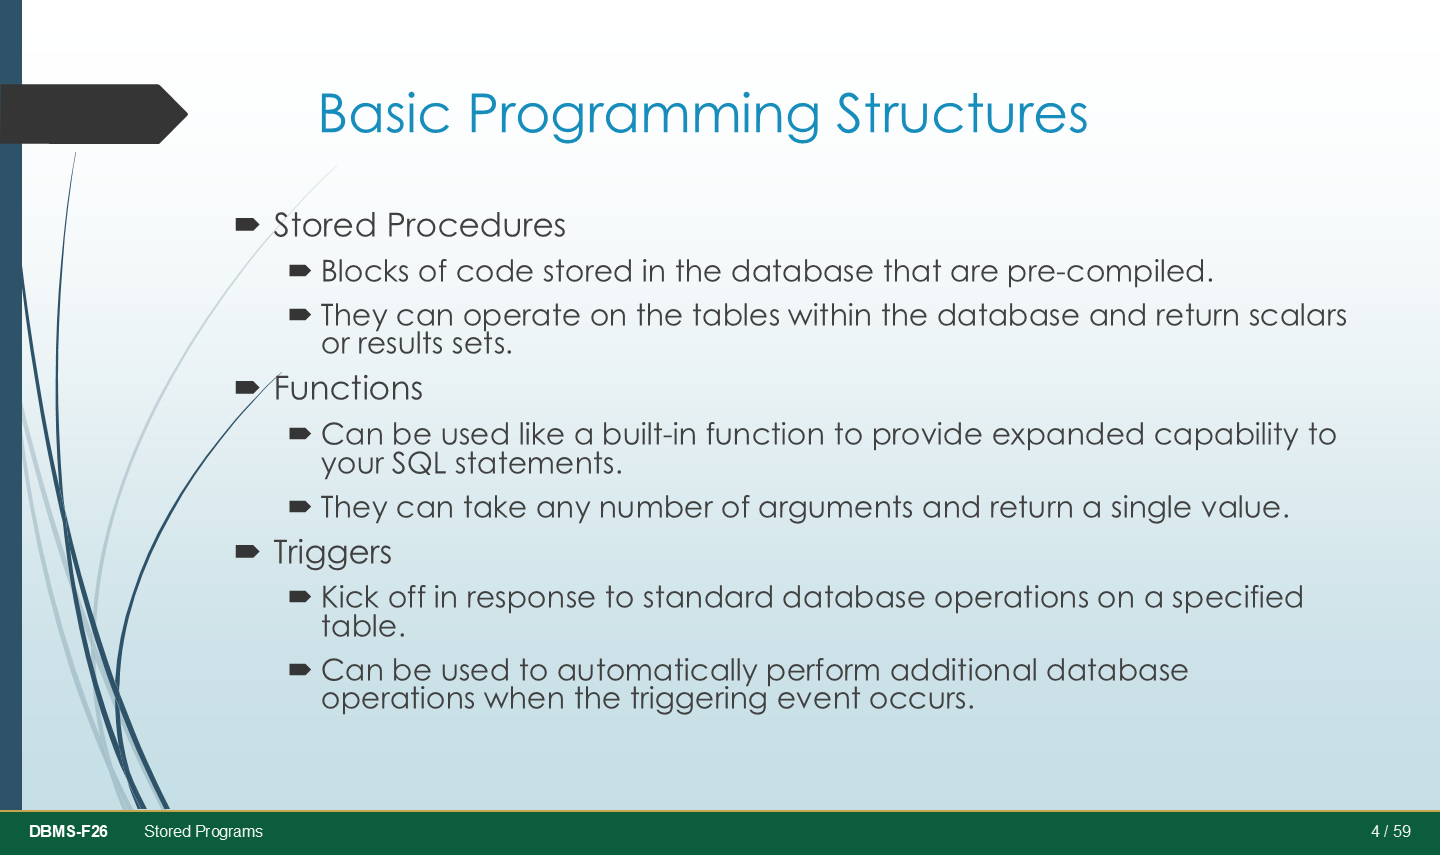 Basic Programming Structures
Stored Procedures
Blocks of code stored in the database that are pre-compiled.
They can operate on the tables within the database and return scalars
or results sets.
Functions
Can be used like a built-in function to provide expanded capability to
your SQL statements.
They can take any number of arguments and return a single value.
Triggers
Kick off in response to standard database operations on a specified
table.
Can be used to automatically perform additional database
operations when the triggering event occurs.
DBMS-F26 Stored Programs 4 / 59